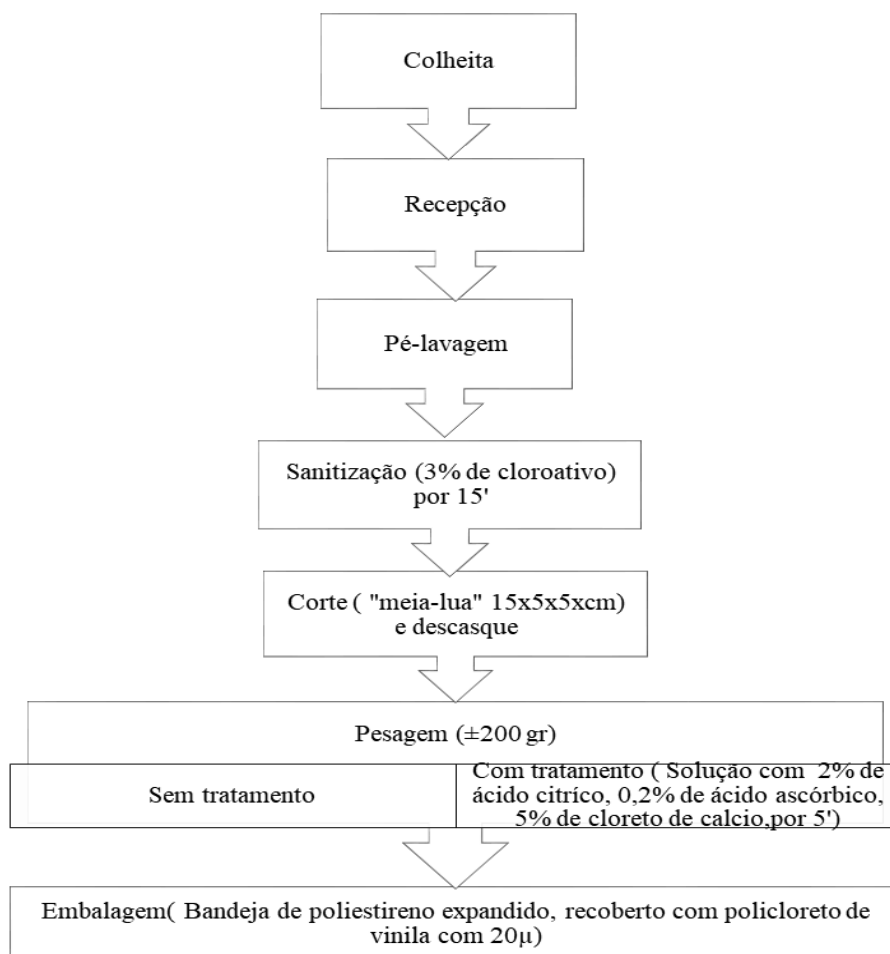 Colheita
Recepção
Pé-lavagem
Sanitização (3% de cloroativo)
por 15'
Corte ( "meia-lua" 15x5x5xcm)
e descasque
Pesagem (±200 gr)
Sem tratamento
Com tratamento ( Solução com 2% de
ácido citríco, 0,2% de ácido ascórbico,
5% de cloreto de calcio,por 5')
Embalagem( Bandeja de poliestireno expandido, recoberto com policloreto de
vinila com 20µ)